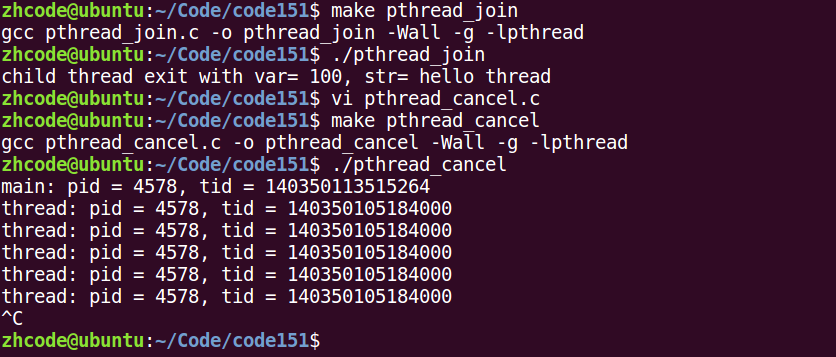 zhcode@ubuntu:~/Code/code151$ make pthread_join
gcc pthread_join.c -o pthread_join -Wall -g -lpthread
zhcode@ubuntu:~/Code/code151$ ./pthread_join
child thread exit with var= 100, str= hello thread
zhcode@ubuntu:~/Code/code151$ vi pthread_cancel.c
zhcode@ubuntu:~/Code/code151$ make pthread_cancel
gcc pthread_cancel.c -o pthread_cancel -Wall -g -lpthread
zhcode@ubuntu:~/Code/code151$ ./pthread_cancel
main: pid = 4578, tid = 140350113515264
thread: pid = 4578, tid = 140350105184000
thread: pid = 4578, tid = 140350105184000
thread: pid = 4578, tid = 140350105184000
thread: pid = 4578, tid = 140350105184000
thread: pid = 4578, tid = 140350105184000
^C
zhcode@ubuntu:~/Code/code151$